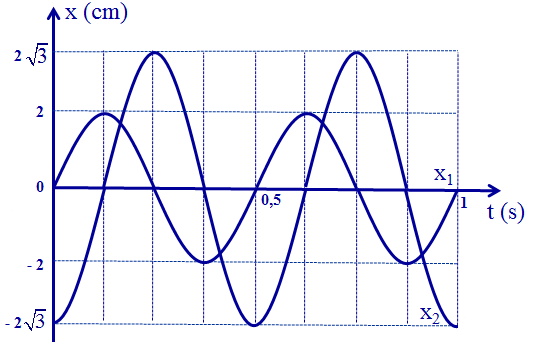 x (cm)
2√3
2
0
- 2
- 2√3
0,5
x₁
1
t (s)
x₂